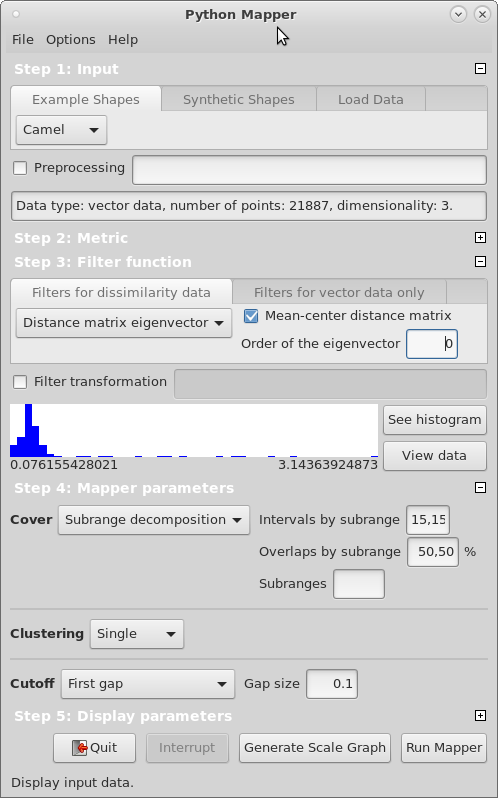 Python Mapper
File Options Help
Step 1: Input
Example Shapes Synthetic Shapes Load Data
Camel
Preprocessing
Data type: vector data, number of points: 21887, dimensionality: 3.
Step 2: Metric
Step 3: Filter function
Filters for dissimilarity data Filters for vector data only
Distance matrix eigenvector Mean-center distance matrix
Order of the eigenvector 0
Filter transformation
See histogram
0.076155428021 3.14363924873 View data
Step 4: Mapper parameters
Cover Subrange decomposition Intervals by subrange 15,15
Overlaps by subrange 50,50 %
Subranges
Clustering Single
Cutoff First gap Gap size 0.1
Step 5: Display parameters
Quit Interrupt Generate Scale Graph Run Mapper
Display input data.